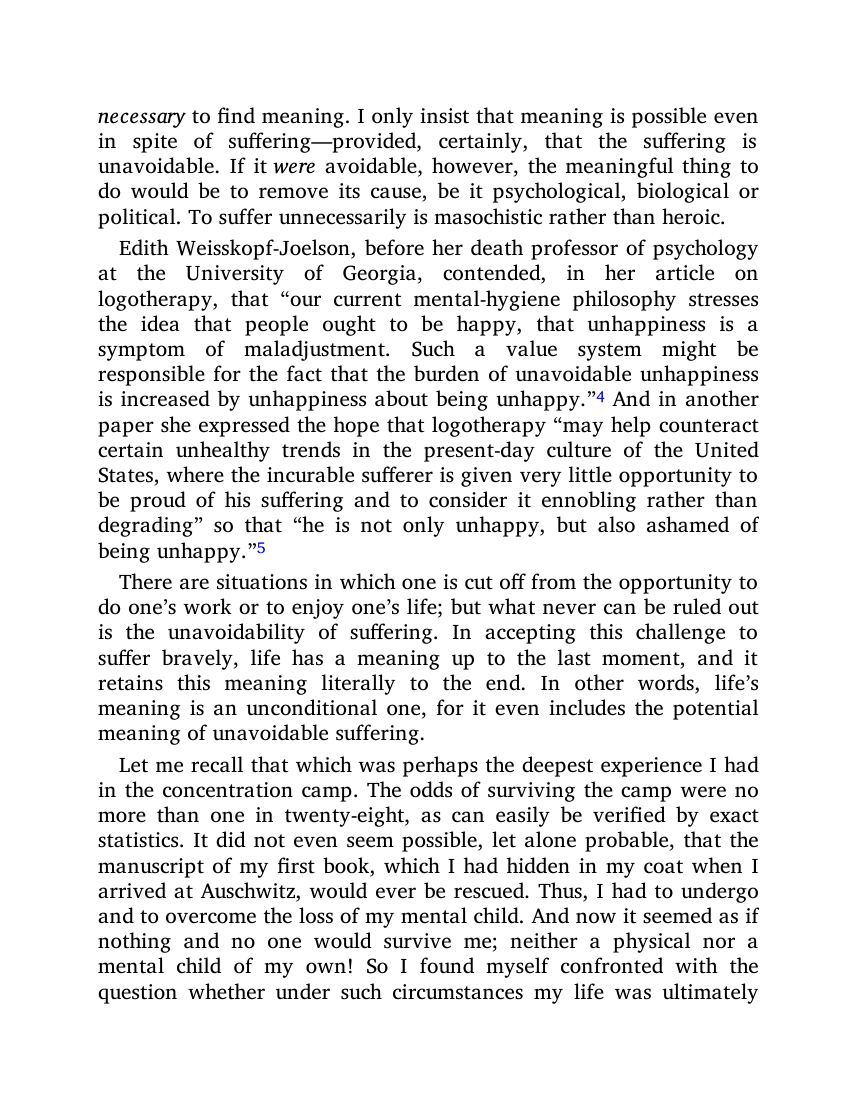 necessary to find meaning. I only insist that meaning is possible even
in spite of suffering—provided, certainly, that the suffering is
unavoidable. If it were avoidable, however, the meaningful thing to
do would be to remove its cause, be it psychological, biological or
political. To suffer unnecessarily is masochistic rather than heroic.
Edith Weisskopf-Joelson, before her death professor of psychology
at the University of Georgia, contended, in her article on
logotherapy, that “our current mental-hygiene philosophy stresses
the idea that people ought to be happy, that unhappiness is a
symptom of maladjustment. Such a value system might be
responsible for the fact that the burden of unavoidable unhappiness
is increased by unhappiness about being unhappy.”4 And in another
paper she expressed the hope that logotherapy “may help counteract
certain unhealthy trends in the present-day culture of the United
States, where the incurable sufferer is given very little opportunity to
be proud of his suffering and to consider it ennobling rather than
degrading” so that “he is not only unhappy, but also ashamed of
being unhappy.”5
There are situations in which one is cut off from the opportunity to
do one’s work or to enjoy one’s life; but what never can be ruled out
is the unavoidability of suffering. In accepting this challenge to
suffer bravely, life has a meaning up to the last moment, and it
retains this meaning literally to the end. In other words, life’s
meaning is an unconditional one, for it even includes the potential
meaning of unavoidable suffering.
Let me recall that which was perhaps the deepest experience I had
in the concentration camp. The odds of surviving the camp were no
more than one in twenty-eight, as can easily be verified by exact
statistics. It did not even seem possible, let alone probable, that the
manuscript of my first book, which I had hidden in my coat when I
arrived at Auschwitz, would ever be rescued. Thus, I had to undergo
and to overcome the loss of my mental child. And now it seemed as if
nothing and no one would survive me; neither a physical nor a
mental child of my own! So I found myself confronted with the
question whether under such circumstances my life was ultimately